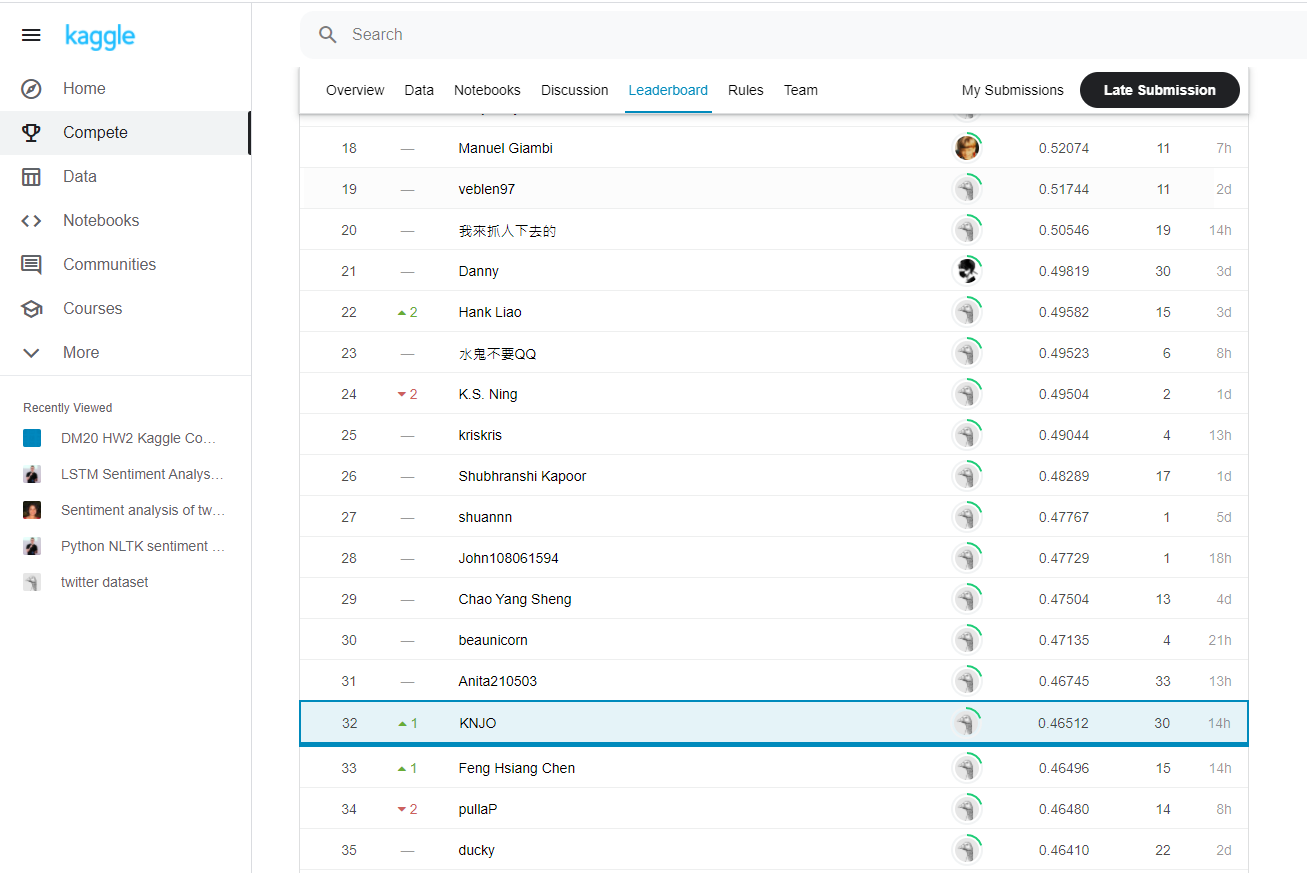 kaggle
Search
Home
Compete
Data
Notebooks
Communities
Courses
More
Recently Viewed
DM20 HW2 Kaggle Co…
LSTM Sentiment Analys…
Sentiment analysis of tw…
Python NLTK sentiment …
twitter dataset
Overview Data Notebooks Discussion Leaderboard Rules Team My Submissions Late Submission
18 — Manuel Giambi 0.52074 11 7h
19 — veblen97 0.51744 11 2d
20 — 我來抓人下去的 0.50546 19 14h
21 — Danny 0.49819 30 3d
22 2 Hank Liao 0.49582 15 3d
23 — 水鬼不要QQ 0.49523 6 8h
24 2 K.S. Ning 0.49504 2 1d
25 — kriskris 0.49044 4 13h
26 — Shubhranshi Kapoor 0.48289 17 1d
27 — shuannn 0.47767 1 5d
28 — John108061594 0.47729 1 18h
29 — Chao Yang Sheng 0.47504 13 4d
30 — beaunicorn 0.47135 4 21h
31 — Anita210503 0.46745 33 13h
32 1 KNJO 0.46512 30 14h
33 1 Feng Hsiang Chen 0.46496 15 14h
34 2 pullaP 0.46480 14 8h
35 — ducky 0.46410 22 2d